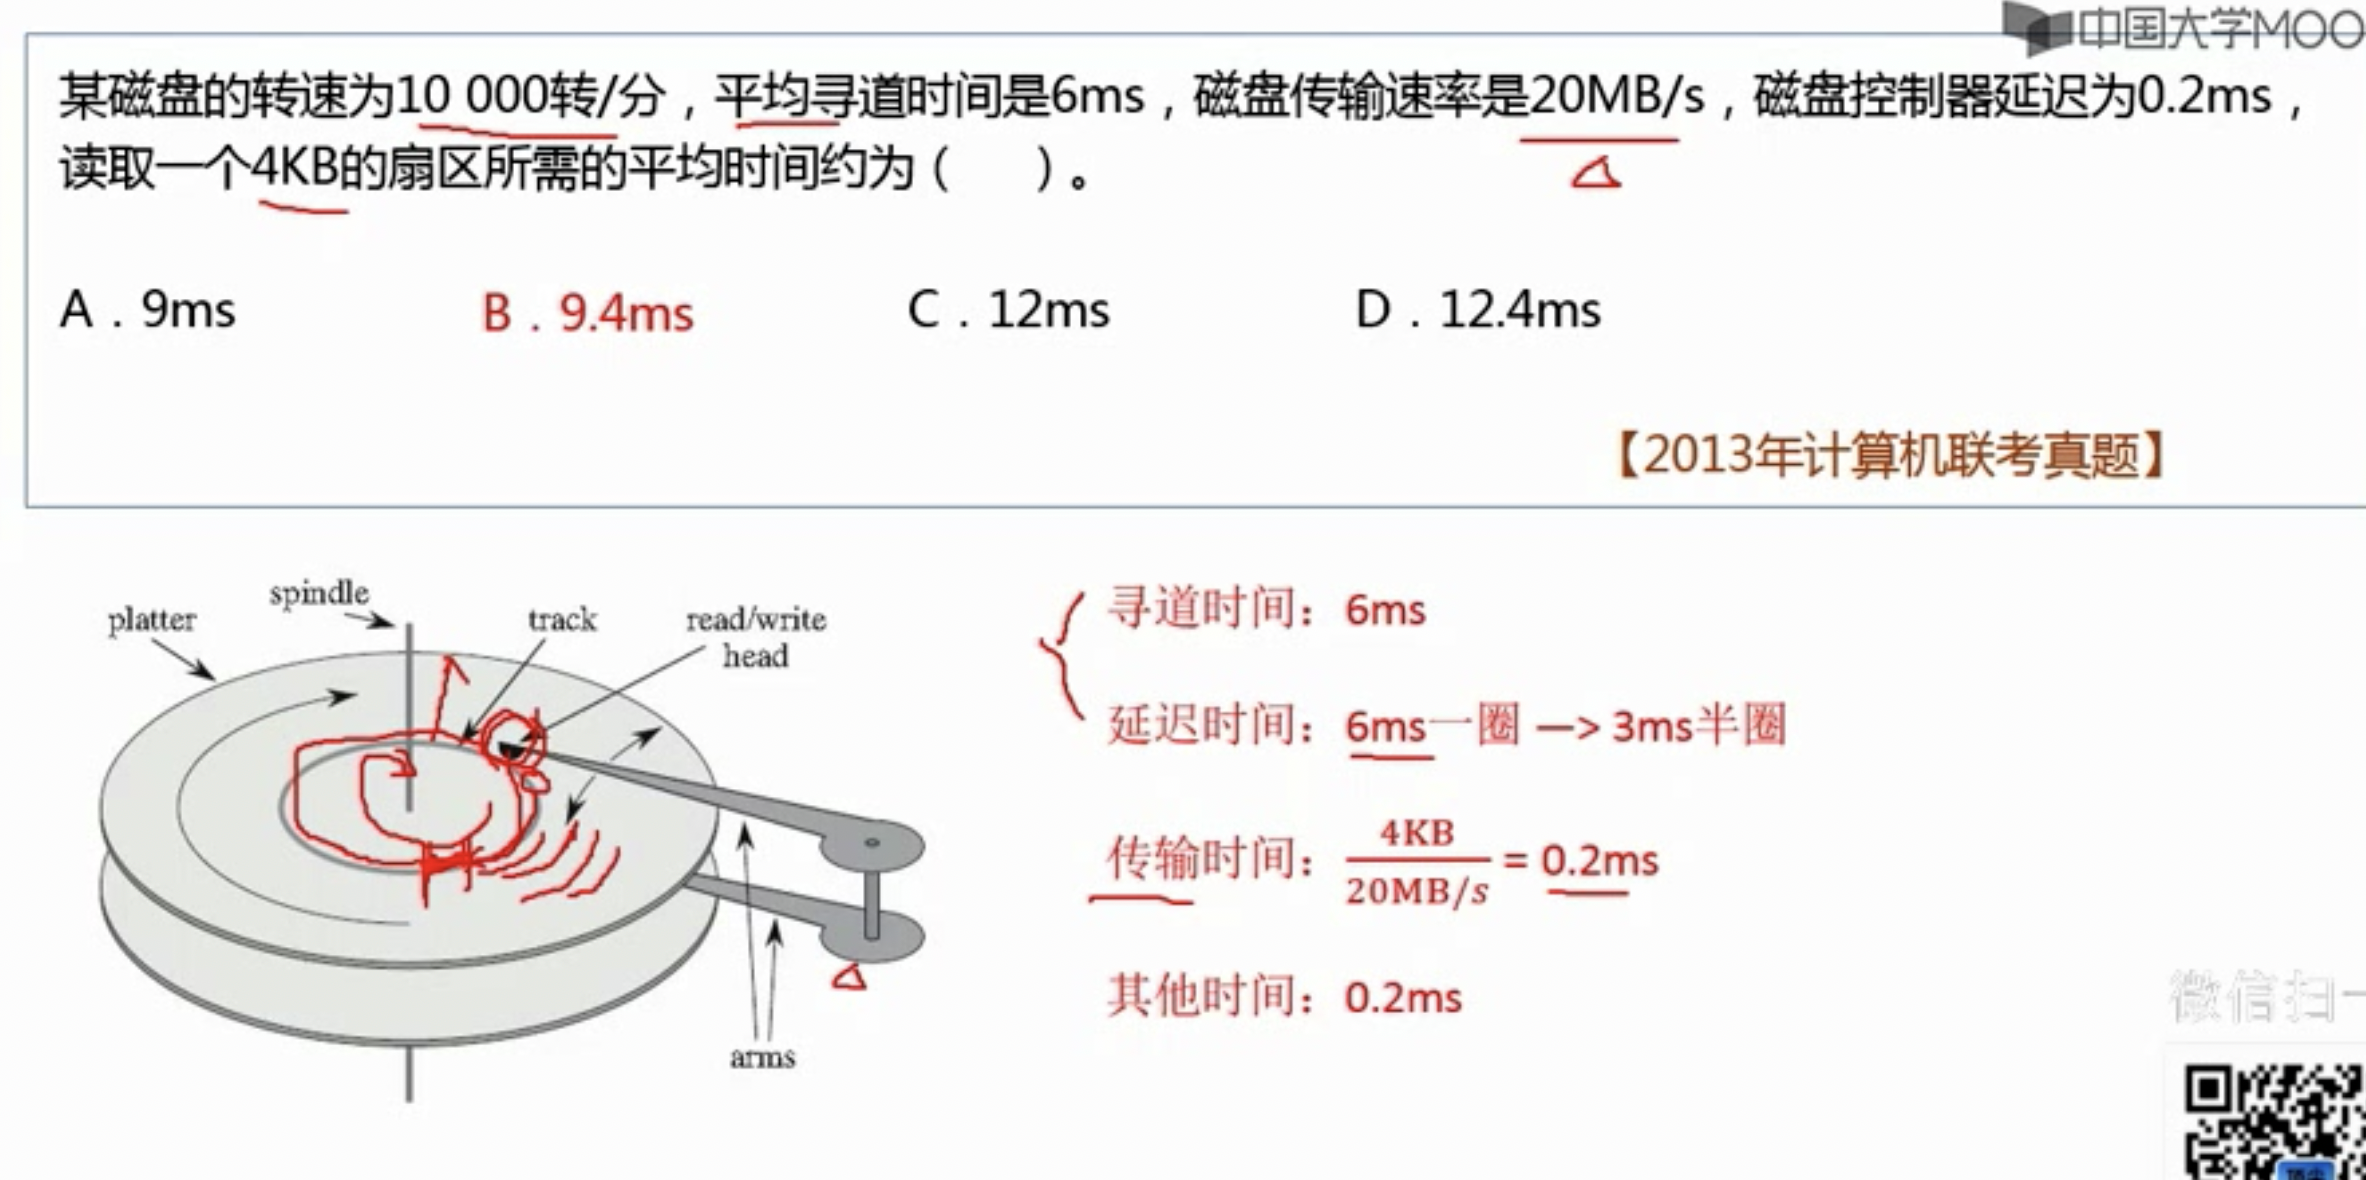 中国大学MOO
某磁盘的转速为10 000转/分，平均寻道时间是6ms，磁盘传输速率是20MB/s，磁盘控制器延迟为0.2ms，
读取一个4KB的扇区所需的平均时间约为（ ）。
A．9ms B．9.4ms C．12ms D．12.4ms
【2013年计算机联考真题】
spindle
platter
track
read/write
head
arms
寻道时间：6ms
延迟时间：6ms一圈 —> 3ms半圈
传输时间：4KB/20MB/s = 0.2ms
其他时间：0.2ms
微信扫一